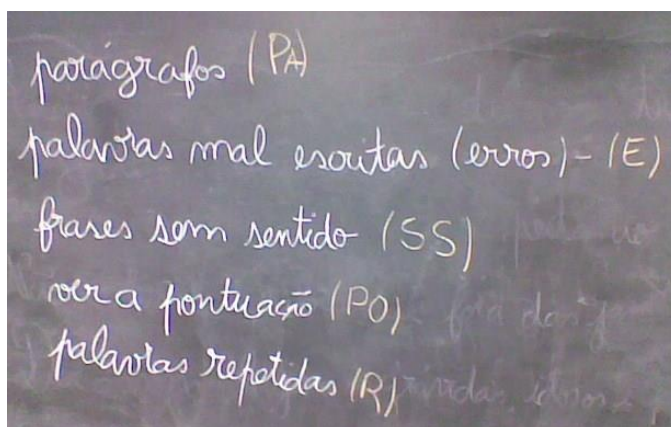 parágrafos (PA)
palavras mal escritas (erros) - (E)
frases sem sentido (SS)
ver a pontuação (PO)
palavras repetidas (R)